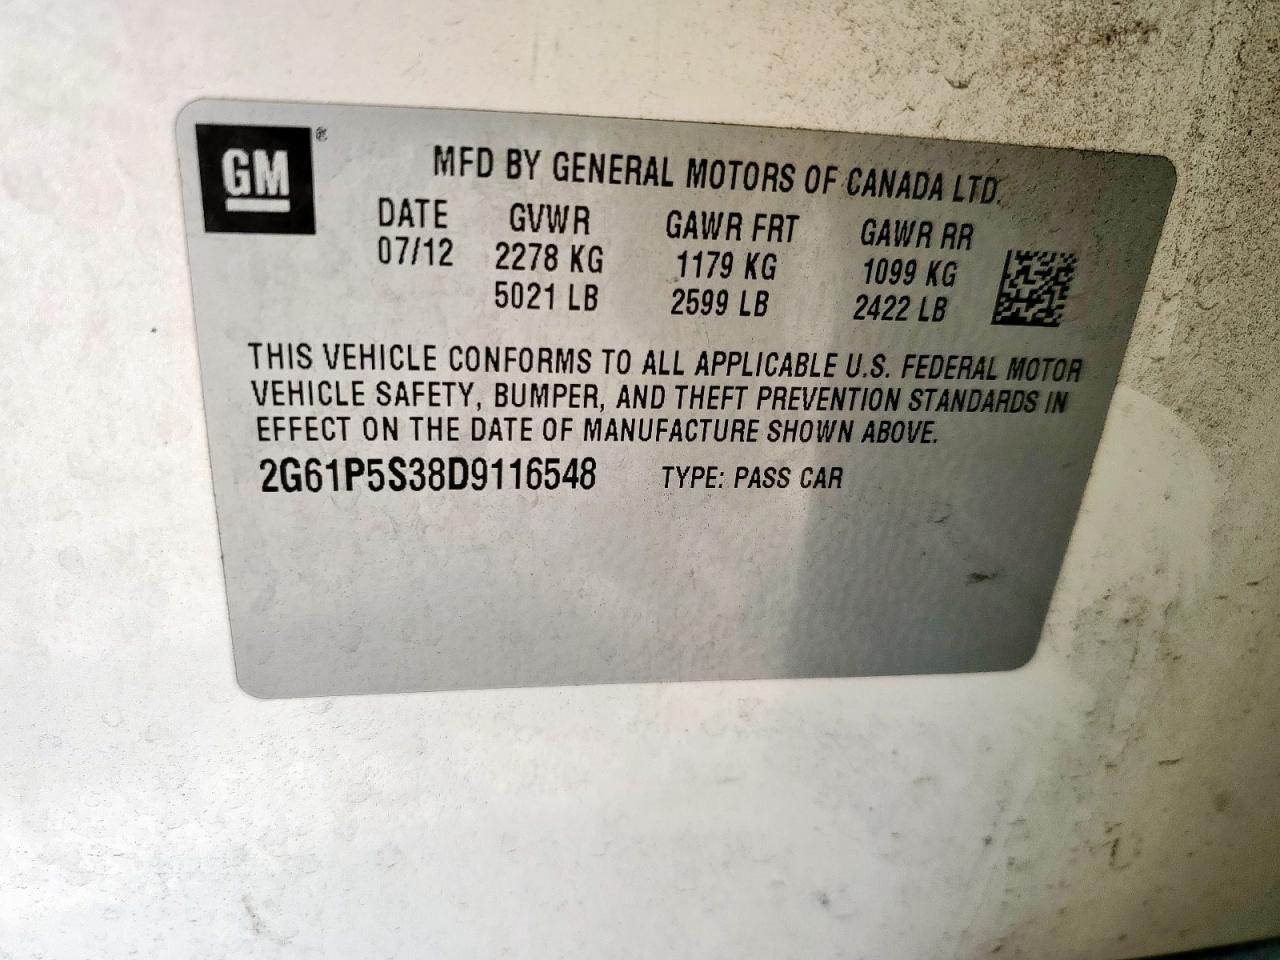 GM ®
MFD BY GENERAL MOTORS OF CANADA LTD.
DATE GVWR GAWR FRT GAWR RR
07/12 2278 KG 1179 KG 1099 KG
5021 LB 2599 LB 2422 LB
THIS VEHICLE CONFORMS TO ALL APPLICABLE U.S. FEDERAL MOTOR
VEHICLE SAFETY, BUMPER, AND THEFT PREVENTION STANDARDS IN
EFFECT ON THE DATE OF MANUFACTURE SHOWN ABOVE.
2G61P5S38D9116548 TYPE: PASS CAR